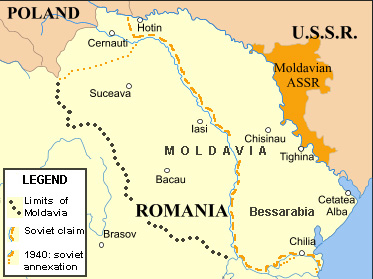 POLAND
Hotin
Cernauti
U.S.S.R.
Moldavian
ASSR
Suceava
Iasi
Chisinau
MOLDAVIA
Tighina
Bacau
LEGEND
Limits of
Moldavia
Soviet claim
1940: soviet
annexation
ROMANIA
Bessarabia
Cetatea
Alba
Brasov
Chilia